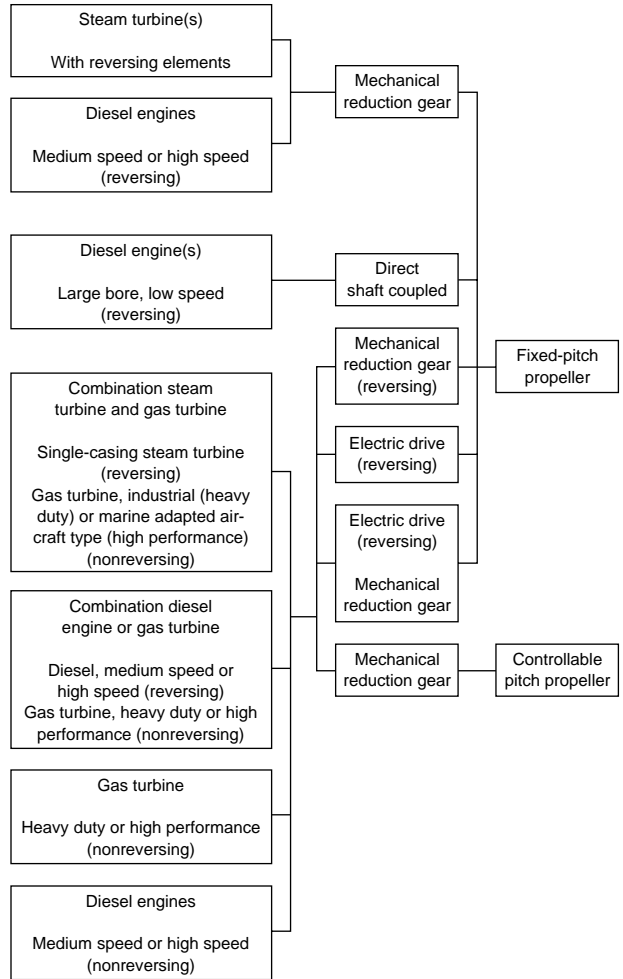 Steam turbine(s)
With reversing elements
Diesel engines
Medium speed or high speed
(reversing)
Diesel engine(s)
Large bore, low speed
(reversing)
Combination steam
turbine and gas turbine
Single-casing steam turbine
(reversing)
Gas turbine, industrial (heavy
duty) or marine adapted air-
craft type (high performance)
(nonreversing)
Combination diesel
engine or gas turbine
Diesel, medium speed or
high speed (reversing)
Gas turbine, heavy duty or high
performance (nonreversing)
Gas turbine
Heavy duty or high performance
(nonreversing)
Diesel engines
Medium speed or high speed
(nonreversing)
Mechanical
reduction gear
Direct
shaft coupled
Mechanical
reduction gear
(reversing)
Electric drive
(reversing)
Electric drive
(reversing)
Mechanical
reduction gear
Mechanical
reduction gear
Fixed-pitch
propeller
Controllable
pitch propeller